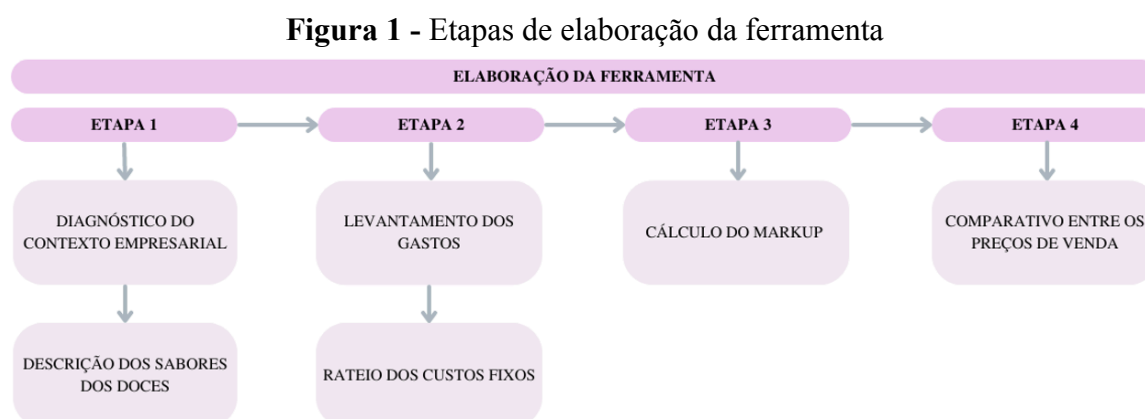 Figura 1 - Etapas de elaboração da ferramenta
ELABORAÇÃO DA FERRAMENTA
ETAPA 1
ETAPA 2
ETAPA 3
ETAPA 4
DIAGNÓSTICO DO
CONTEXTO EMPRESARIAL
LEVANTAMENTO DOS
GASTOS
CÁLCULO DO MARKUP
COMPARATIVO ENTRE OS
PREÇOS DE VENDA
DESCRIÇÃO DOS SABORES
DOS DOCES
RATEIO DOS CUSTOS FIXOS